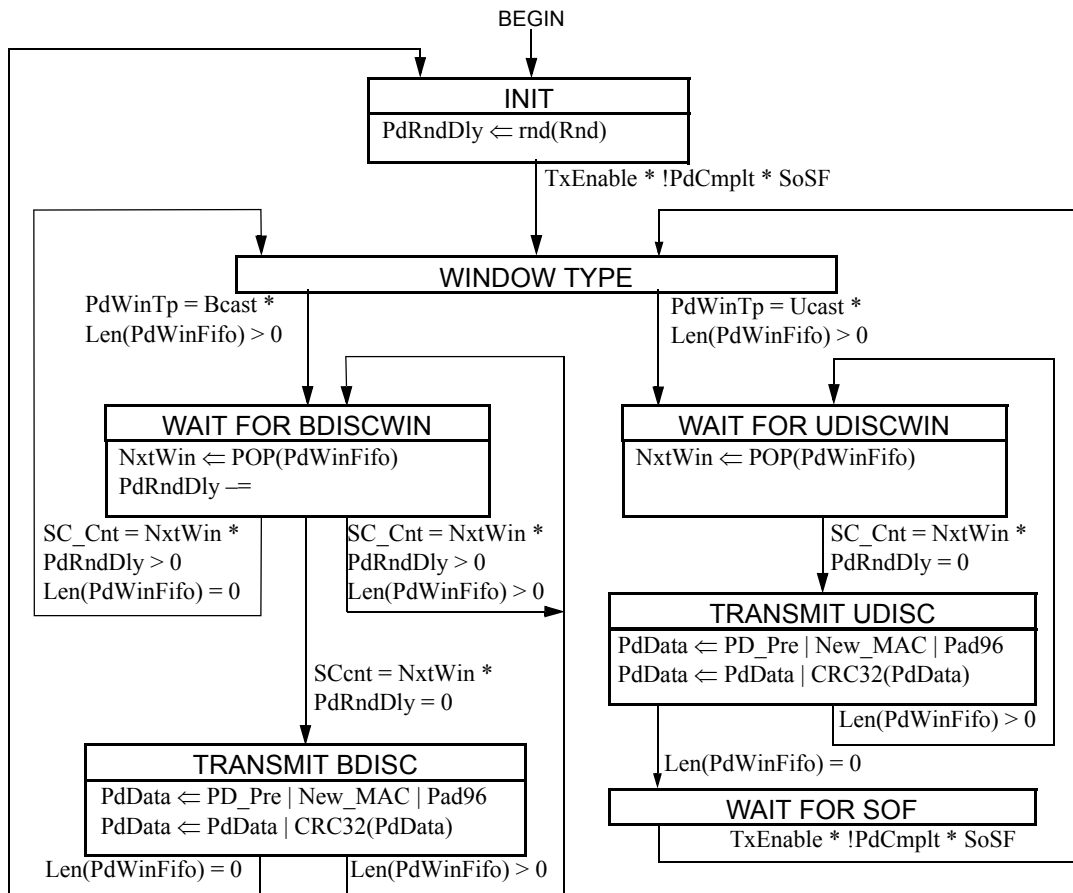 BEGIN
INIT
PdRndDly ⇐ rnd(Rnd)
TxEnable * !PdCmplt * SoSF
WINDOW TYPE
PdWinTp = Bcast *
Len(PdWinFifo) > 0
PdWinTp = Ucast *
Len(PdWinFifo) > 0
WAIT FOR BDISCWIN
NxtWin ⇐ POP(PdWinFifo)
PdRndDly –=
WAIT FOR UDISCWIN
NxtWin ⇐ POP(PdWinFifo)
SC_Cnt = NxtWin *
PdRndDly > 0
Len(PdWinFifo) = 0
SC_Cnt = NxtWin *
PdRndDly > 0
Len(PdWinFifo) > 0
SC_Cnt = NxtWin *
PdRndDly = 0
TRANSMIT UDISC
PdData ⇐ PD_Pre | New_MAC | Pad96
PdData ⇐ PdData | CRC32(PdData)
Len(PdWinFifo) > 0
SCcnt = NxtWin *
PdRndDly = 0
Len(PdWinFifo) = 0
TRANSMIT BDISC
PdData ⇐ PD_Pre | New_MAC | Pad96
PdData ⇐ PdData | CRC32(PdData)
Len(PdWinFifo) = 0
Len(PdWinFifo) > 0
WAIT FOR SOF
TxEnable * !PdCmplt * SoSF